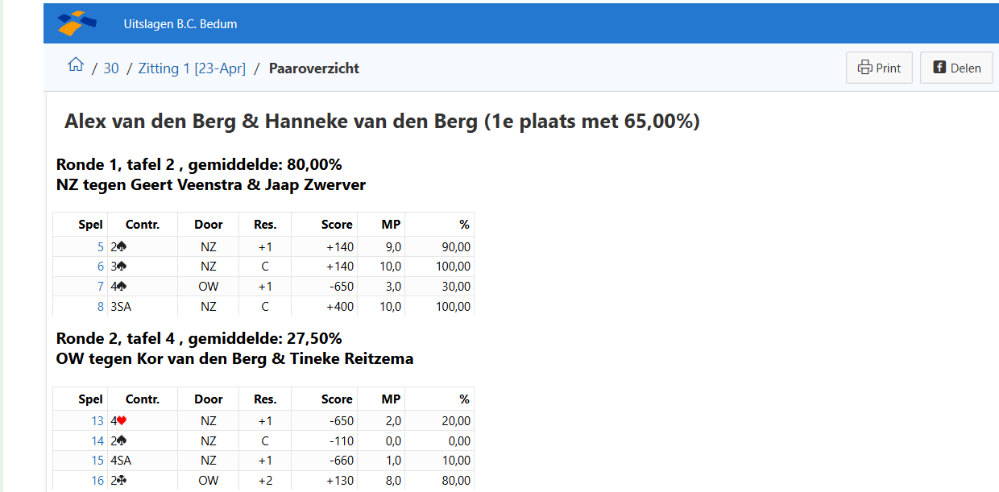 Uitslagen B.C. Bedum
/ 30 / Zitting 1 [23-Apr] / Paaroverzicht
Print
Delen
Alex van den Berg & Hanneke van den Berg (1e plaats met 65,00%)
Ronde 1, tafel 2 , gemiddelde: 80,00%
NZ tegen Geert Veenstra & Jaap Zwerver
Spel Contr. Door Res. Score MP %
5 2♠ NZ +1 +140 9,0 90,00
6 3♠ NZ C +140 10,0 100,00
7 4♠ OW +1 -650 3,0 30,00
8 3SA NZ C +400 10,0 100,00
Ronde 2, tafel 4 , gemiddelde: 27,50%
OW tegen Kor van den Berg & Tineke Reitzema
Spel Contr. Door Res. Score MP %
13 4♥ NZ +1 -650 2,0 20,00
14 2♠ NZ C -110 0,0 0,00
15 4SA NZ +1 -660 1,0 10,00
16 2♣ OW +2 +130 8,0 80,00